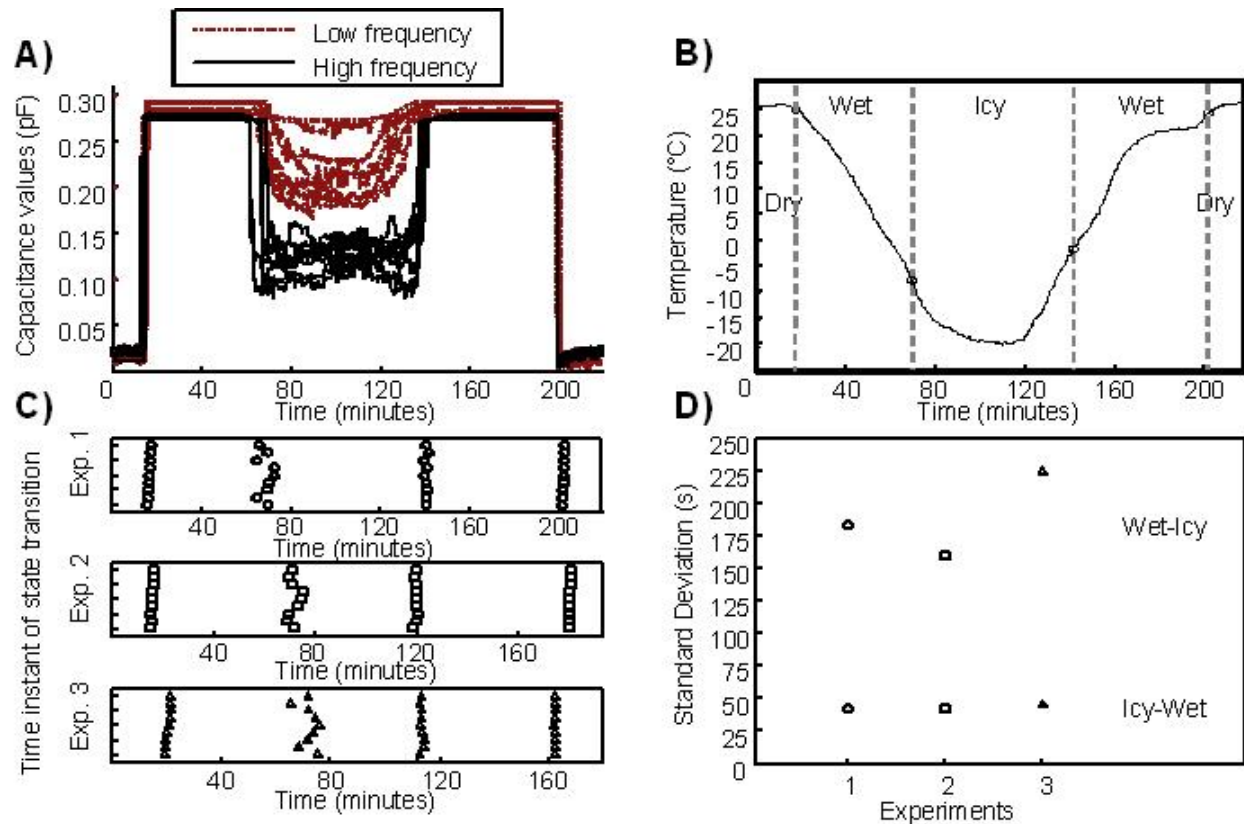 A)
Low frequency
High frequency
Capacitance values (pF)
0.30
0.25
0.20
0.15
0.10
0.05
0 40 80 120 160 200
Time (minutes)
B)
Temperature (°C)
25
20
15
10
5
0
-5
-10
-15
-20
Dry Wet Icy Wet Dry
0 40 80 120 160 200
Time (minutes)
C)
Time instant of state transition
Exp. 1
40 80 120 160 200
Time (minutes)
Exp. 2
40 80 120 160
Time (minutes)
Exp. 3
40 80 120 160
Time (minutes)
D)
Standard Deviation (s)
250
225
200
175
150
125
100
75
50
25
0
Wet-Icy
Icy-Wet
1 2 3
Experiments